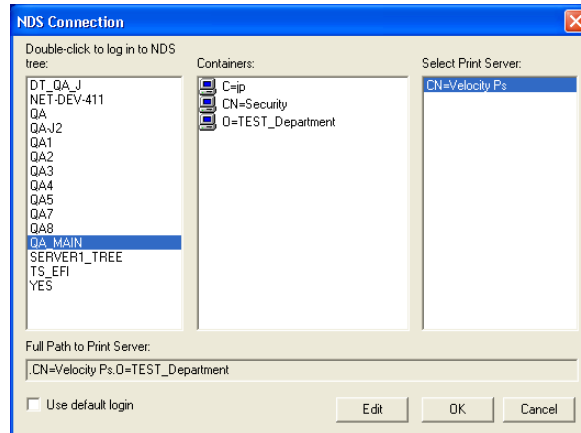 NDS Connection
Double-click to log in to NDS
tree:
Containers:
Select Print Server:
DT_QA_J
NET-DEV-411
QA
QA-J2
QA1
QA2
QA3
QA4
QA5
QA7
QA8
QA_MAIN
SERVER1_TREE
TS_EFI
YES
C=jp
CN=Security
O=TEST_Department
CN=Velocity Ps
Full Path to Print Server:
.CN=Velocity Ps.O=TEST_Department
Use default login
Edit
OK
Cancel